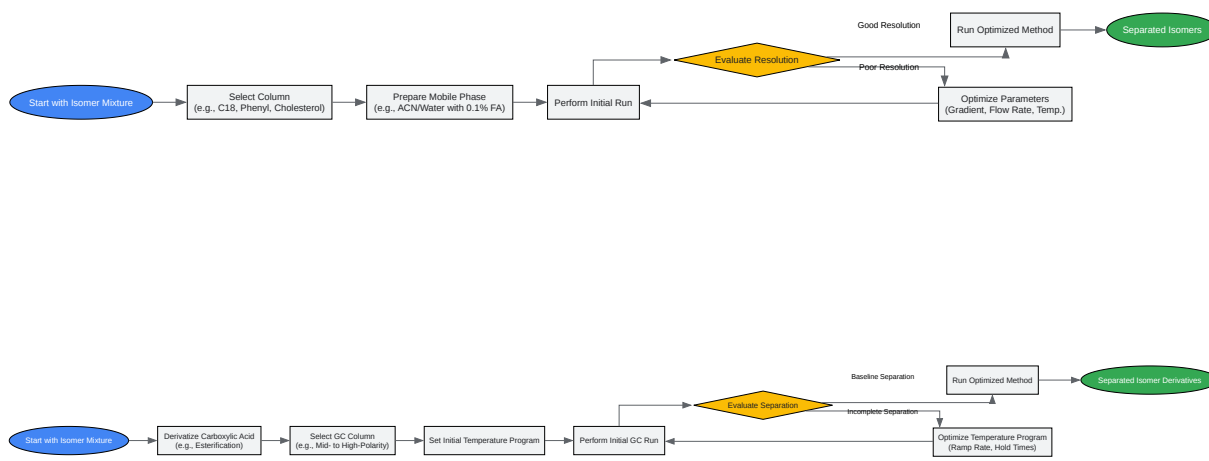 Start with Isomer Mixture
Select Column
(e.g., C18, Phenyl, Cholesterol)
Prepare Mobile Phase
(e.g., ACN/Water with 0.1% FA)
Perform Initial Run
Evaluate Resolution
Good Resolution
Poor Resolution
Run Optimized Method
Separated Isomers
Optimize Parameters
(Gradient, Flow Rate, Temp.)
Start with Isomer Mixture
Derivatize Carboxylic Acid
(e.g., Esterification)
Select GC Column
(e.g., Mid- to High-Polarity)
Set Initial Temperature Program
Perform Initial GC Run
Evaluate Separation
Baseline Separation
Incomplete Separation
Run Optimized Method
Separated Isomer Derivatives
Optimize Temperature Program
(Ramp Rate, Hold Times)